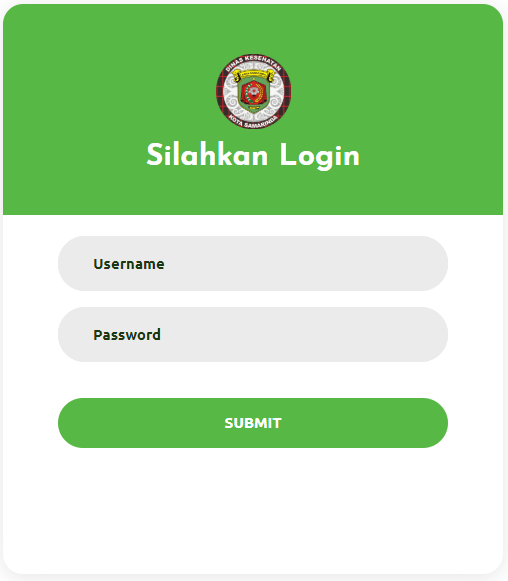 DINAS KESEHATAN
KOTA SAMARINDA
Silahkan Login
Username
Password
SUBMIT